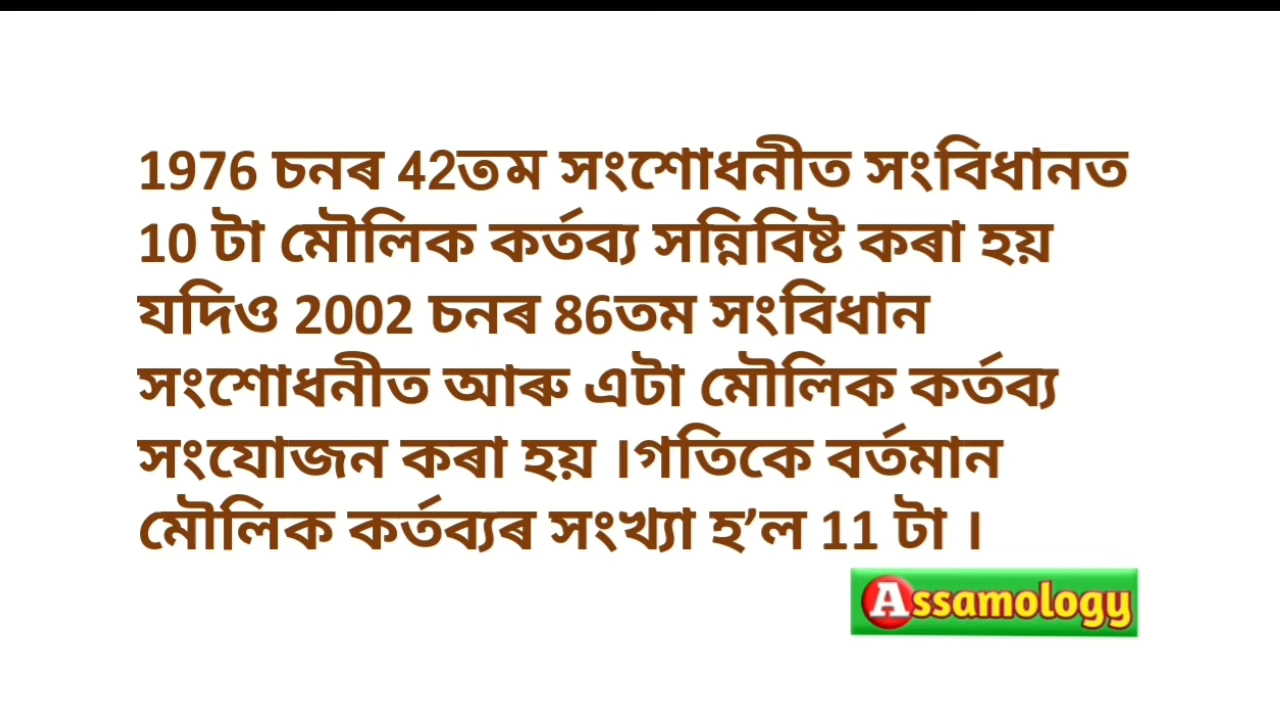 1976 চনৰ 42তম সংশোধনীত সংবিধানত
10 টা মৌলিক কৰ্তব্য সন্নিবিষ্ট কৰা হয়
যদিও 2002 চনৰ 86তম সংবিধান
সংশোধনীত আৰু এটা মৌলিক কৰ্তব্য
সংযোজন কৰা হয় ।গতিকে বৰ্তমান
মৌলিক কৰ্তব্যৰ সংখ্যা হ’ল 11 টা ।
Assamology